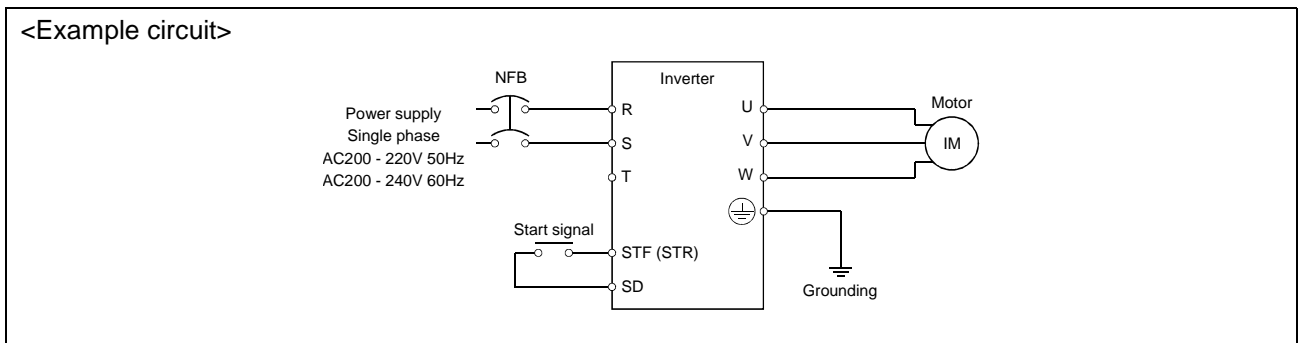 <Example circuit>
NFB
Inverter
Power supply
Single phase
AC200 - 220V 50Hz
AC200 - 240V 60Hz
R
S
T
U
V
W
Motor
IM
Start signal
STF (STR)
SD
Grounding